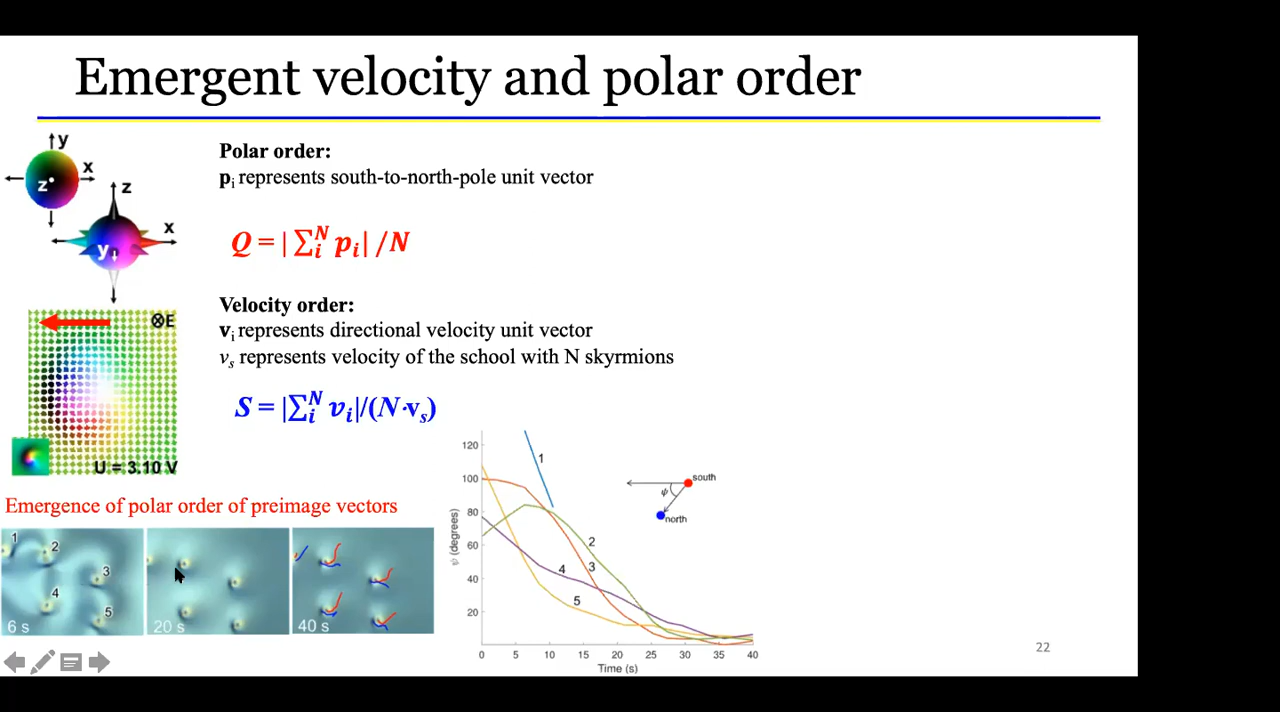 Emergent velocity and polar order
y
x
z
z
x
y
Polar order:
pᵢ represents south-to-north-pole unit vector
Q = | ∑ᵢᴺ pᵢ| /N
Velocity order:
vᵢ represents directional velocity unit vector
vₛ represents velocity of the school with N skyrmions
S = |∑ᵢᴺ vᵢ|/(N·vₛ)
⊗E
U = 3.10 V
Emergence of polar order of preimage vectors
1
2
3
4
5
6 s
20 s
40 s
120
100
80
60
40
20
ψ (degrees)
1
2
3
4
5
south
ψ
north
0 5 10 15 20 25 30 35 40
Time (s)
22